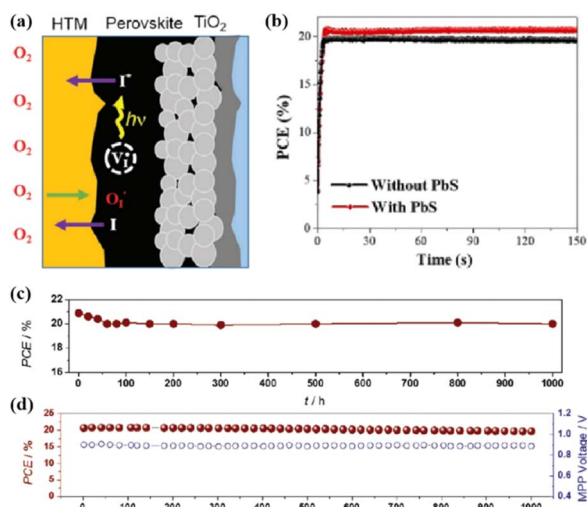 (a) HTM Perovskite TiO2
O2
I*
O2
hν
O2
V_I^•
O2
O_I'
I
O2
(b)
PCE (%)
20
15
10
5
0
Without PbS
With PbS
0 30 60 90 120 150
Time (s)
(c)
PCE / %
22
20
18
16
0 100 200 300 400 500 600 700 800 900 1000
t / h
(d)
PCE / %
25
20
15
10
5
0
1.2
1.0
0.8
0.6
0.4
MPP Voltage / V
0 100 200 300 400 500 600 700 800 900 1000